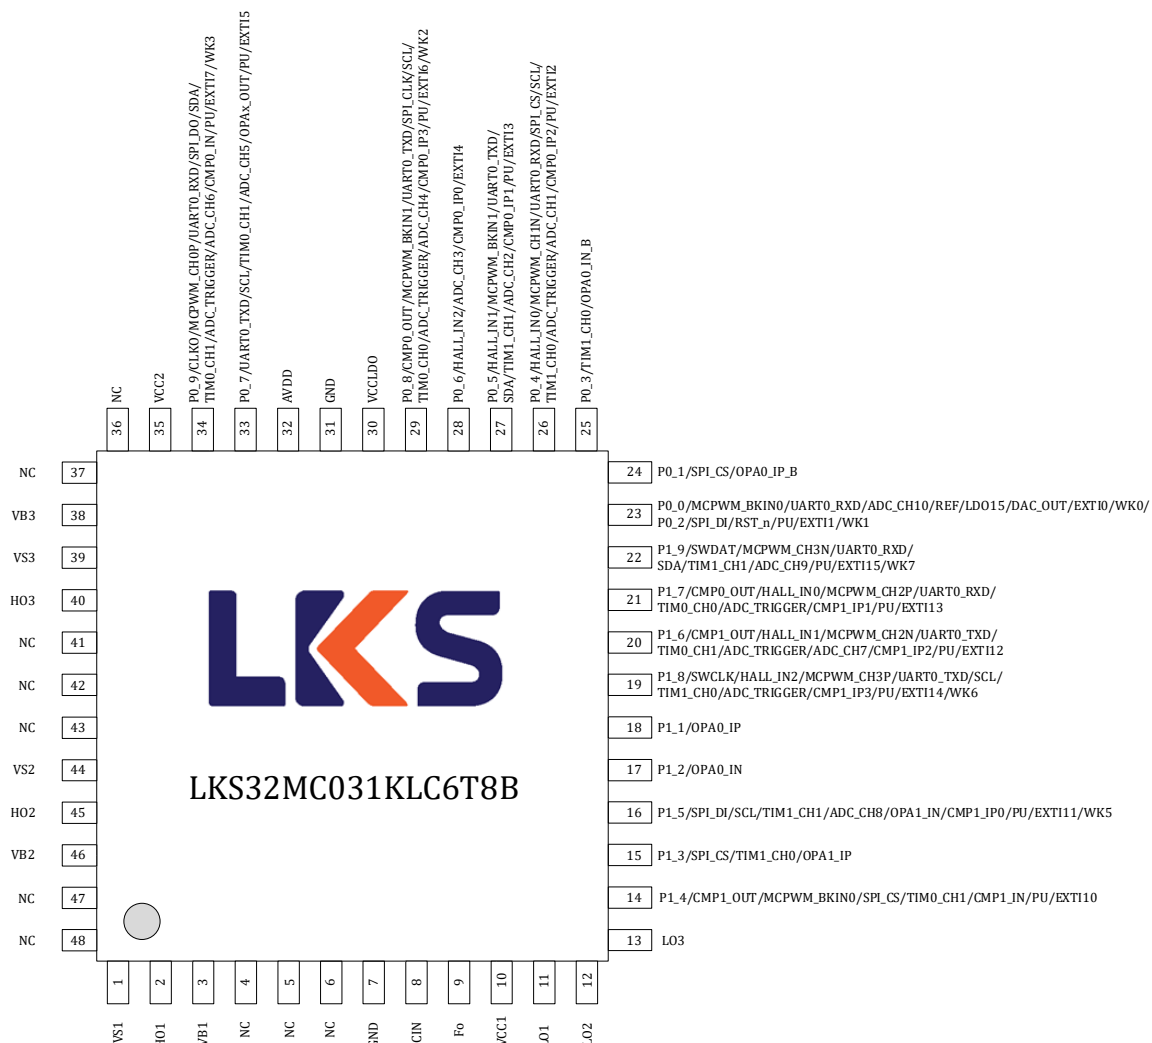 P0_9/CLKO/MCPWM_CH0P/UART0_RXD/SPI_DO/SDA/
TIM0_CH1/ADC_TRIGGER/ADC_CH6/CMP0_IN/PU/EXTI7/WK3
P0_7/UART0_TXD/SCL/TIM0_CH1/ADC_CH5/OPAx_OUT/PU/EXTI5
P0_8/CMP0_OUT/MCPWM_BKIN1/UART0_TXD/SPI_CLK/SCL/
TIM0_CH0/ADC_TRIGGER/ADC_CH4/CMP0_IP3/PU/EXTI6/WK2
P0_6/HALL_IN2/ADC_CH3/CMP0_IP0/EXTI4
P0_5/HALL_IN1/MCPWM_BKIN1/UART0_TXD/
SDA/TIM1_CH1/ADC_CH2/CMP0_IP1/PU/EXTI3
P0_4/HALL_IN0/MCPWM_CH1N/UART0_RXD/SPI_CS/SCL/
TIM1_CH0/ADC_TRIGGER/ADC_CH1/CMP0_IP2/PU/EXTI2
P0_3/TIM1_CH0/OPA0_IN_B
NC VCC2 AVDD GND VCCLDO
36 35 34 33 32 31 30 29 28 27 26 25
NC 37
VB3 38
VS3 39
HO3 40
NC 41
NC 42
NC 43
VS2 44
HO2 45
VB2 46
NC 47
NC 48
LKS
LKS32MC031KLC6T8B
24 P0_1/SPI_CS/OPA0_IP_B
23 P0_0/MCPWM_BKIN0/UART0_RXD/ADC_CH10/REF/LDO15/DAC_OUT/EXTI0/WK0/
P0_2/SPI_DI/RST_n/PU/EXTI1/WK1
22 P1_9/SWDAT/MCPWM_CH3N/UART0_RXD/
SDA/TIM1_CH1/ADC_CH9/PU/EXTI15/WK7
21 P1_7/CMP0_OUT/HALL_IN0/MCPWM_CH2P/UART0_RXD/
TIM0_CH0/ADC_TRIGGER/CMP1_IP1/PU/EXTI13
20 P1_6/CMP1_OUT/HALL_IN1/MCPWM_CH2N/UART0_TXD/
TIM0_CH1/ADC_TRIGGER/ADC_CH7/CMP1_IP2/PU/EXTI12
19 P1_8/SWCLK/HALL_IN2/MCPWM_CH3P/UART0_TXD/SCL/
TIM1_CH0/ADC_TRIGGER/CMP1_IP3/PU/EXTI14/WK6
18 P1_1/OPA0_IP
17 P1_2/OPA0_IN
16 P1_5/SPI_DI/SCL/TIM1_CH1/ADC_CH8/OPA1_IN/CMP1_IP0/PU/EXTI11/WK5
15 P1_3/SPI_CS/TIM1_CH0/OPA1_IP
14 P1_4/CMP1_OUT/MCPWM_BKIN0/SPI_CS/TIM0_CH1/CMP1_IN/PU/EXTI10
13 LO3
1 2 3 4 5 6 7 8 9 10 11 12
VS1 HO1 VB1 NC NC NC GND CIN Fo VCC1 LO1 LO2